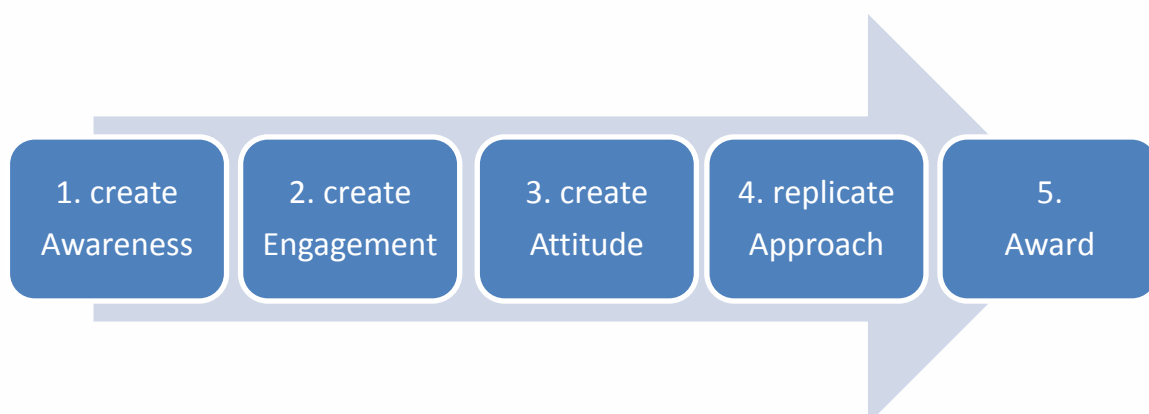 1. create
Awareness
2. create
Engagement
3. create
Attitude
4. replicate
Approach
5.
Award